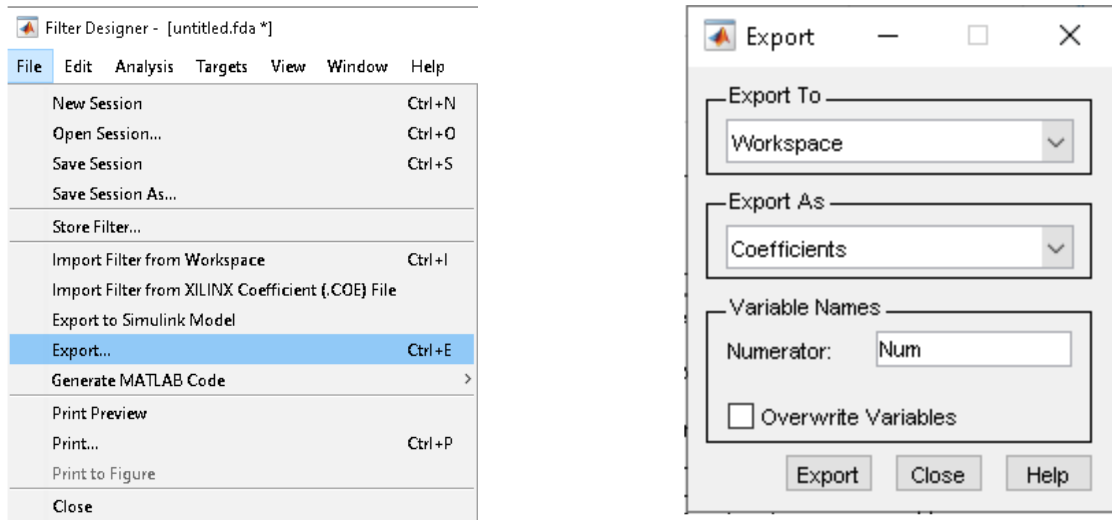 Filter Designer - [untitled.fda *]
File Edit Analysis Targets View Window Help
New Session Ctrl+N
Open Session... Ctrl+O
Save Session Ctrl+S
Save Session As...
Store Filter...
Import Filter from Workspace Ctrl+I
Import Filter from XILINX Coefficient (.COE) File
Export to Simulink Model
Export... Ctrl+E
Generate MATLAB Code >
Print Preview
Print... Ctrl+P
Print to Figure
Close
Export
Export To
Workspace
Export As
Coefficients
Variable Names
Numerator: Num
Overwrite Variables
Export Close Help